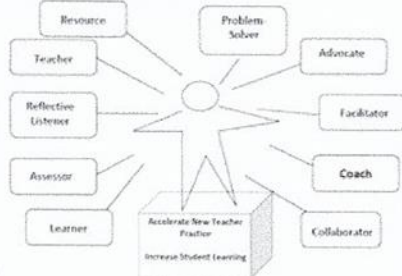 Resource
Problem-
Solver
Teacher
Advocate
Reflective
Listener
Facilitator
Assessor
Coach
Learner
Collaborator
Accelerate New Teacher
Practice
Increase Student Learning